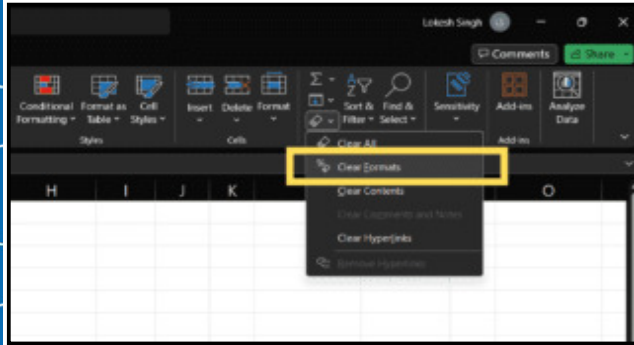 Lokesh Singh
Comments
Share
Conditional Formatting
Format as Table
Cell Styles
Insert
Delete
Format
Sort & Filter
Find & Select
Sensitivity
Add-ins
Analyze Data
Styles
Cells
Add-ins
Clear All
Clear Formats
Clear Contents
Clear Comments and Notes
Clear Hyperlinks
Remove Hyperlinks
H I J K O